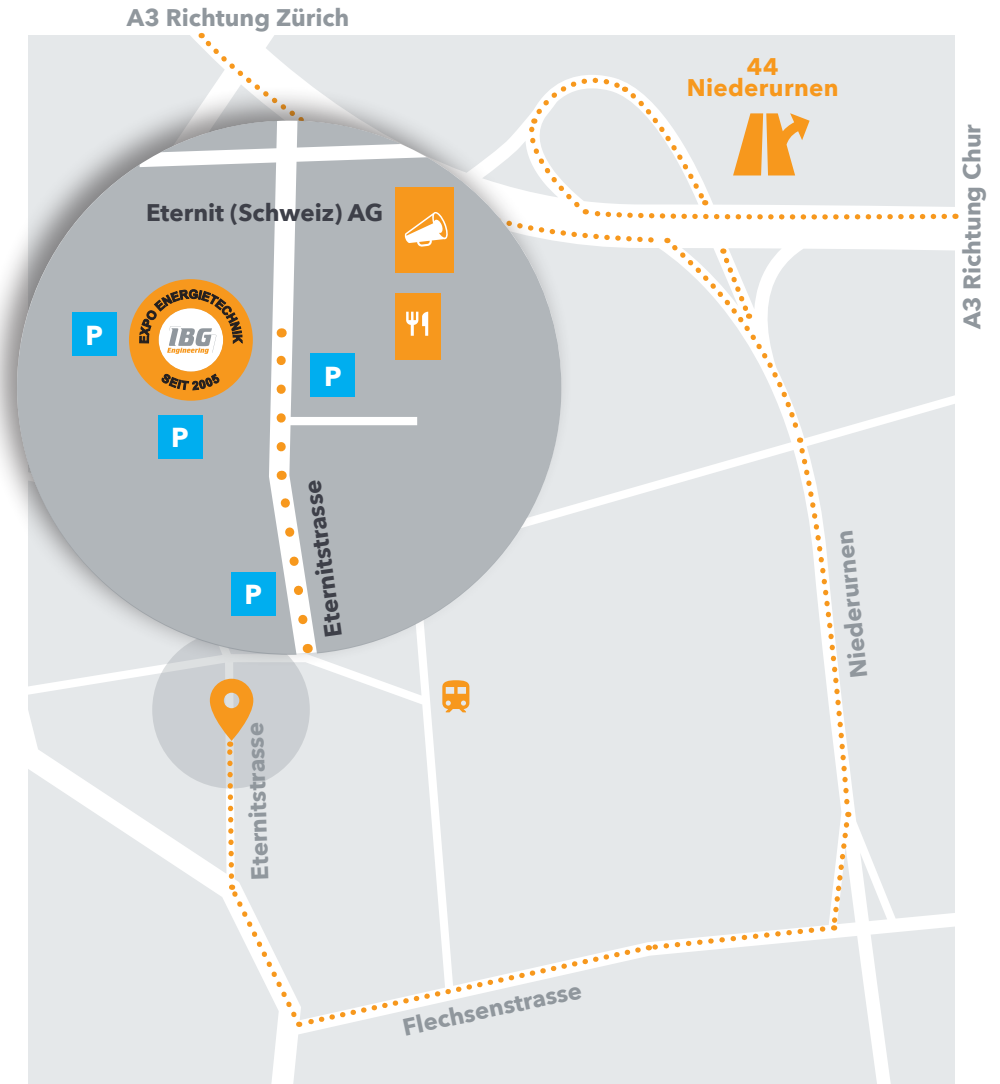 A3 Richtung Zürich
44
Niederurnen
A3 Richtung Chur
Eternit (Schweiz) AG
EXPO ENERGIETECHNIK
IBG
Engineering
SEIT 2005
P
P
P
P
Eternitstrasse
Niederurnen
Eternitstrasse
Flechsenstrasse